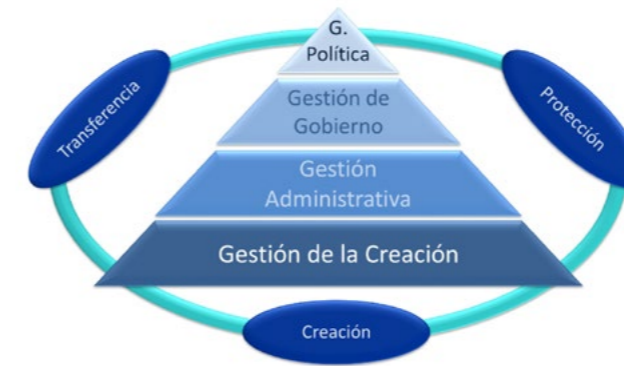 G.
Política
Transferencia
Protección
Gestión de
Gobierno
Gestión
Administrativa
Gestión de la Creación
Creación